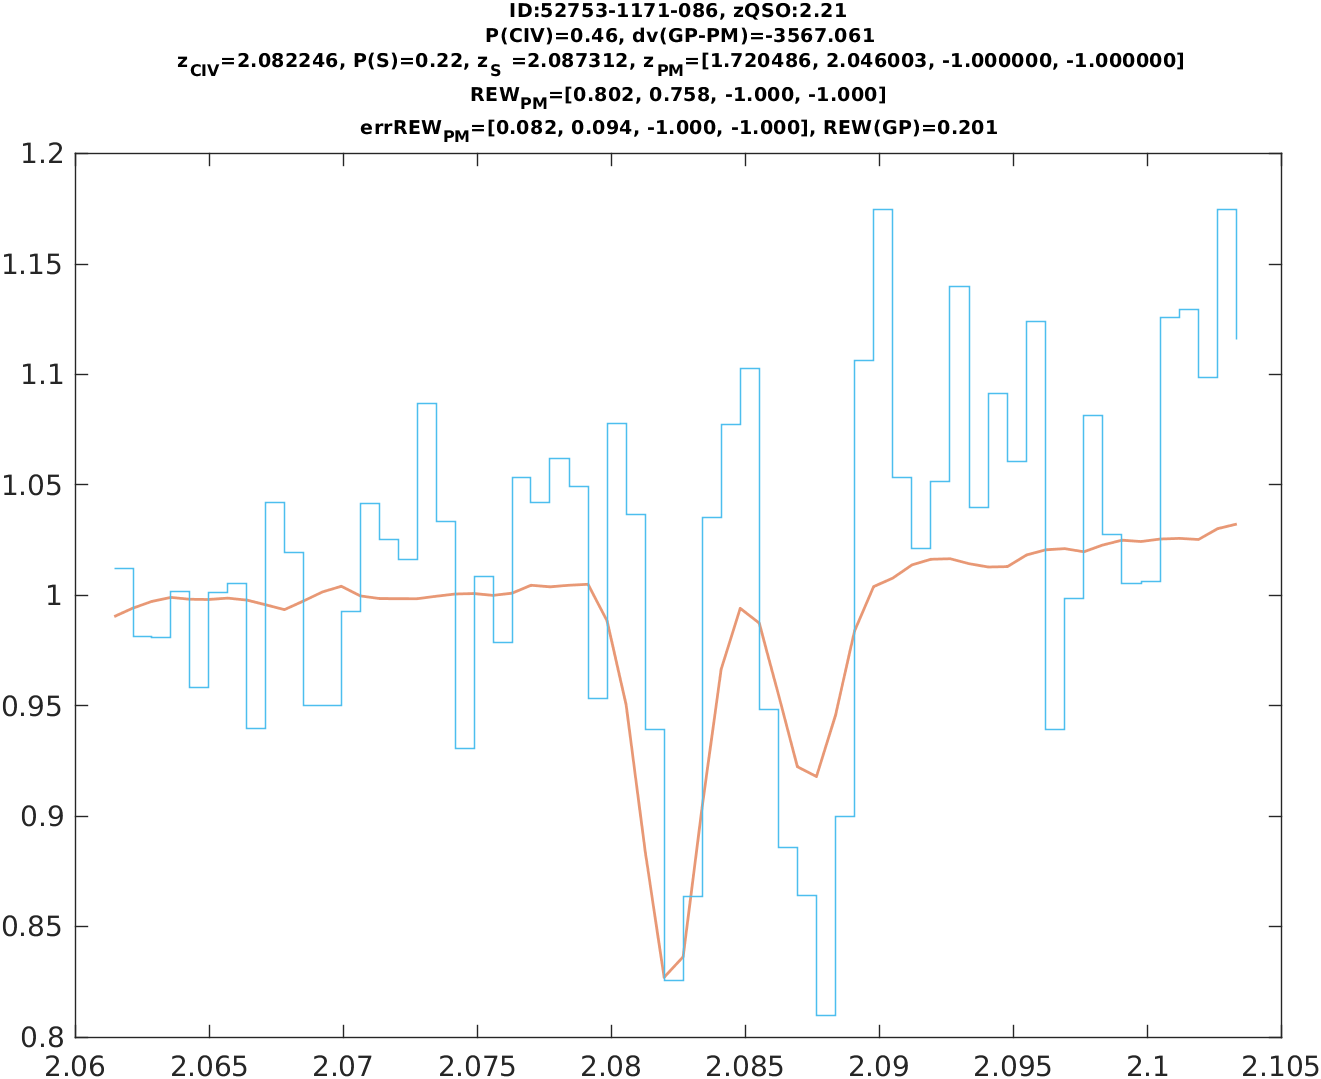 ID:52753-1171-086, zQSO:2.21
P(CIV)=0.46, dv(GP-PM)=-3567.061
zCIV=2.082246, P(S)=0.22, zS =2.087312, zPM=[1.720486, 2.046003, -1.000000, -1.000000]
REWPM=[0.802, 0.758, -1.000, -1.000]
errREWPM=[0.082, 0.094, -1.000, -1.000], REW(GP)=0.201
1.2
1.15
1.1
1.05
1
0.95
0.9
0.85
0.8
2.06 2.065 2.07 2.075 2.08 2.085 2.09 2.095 2.1 2.105